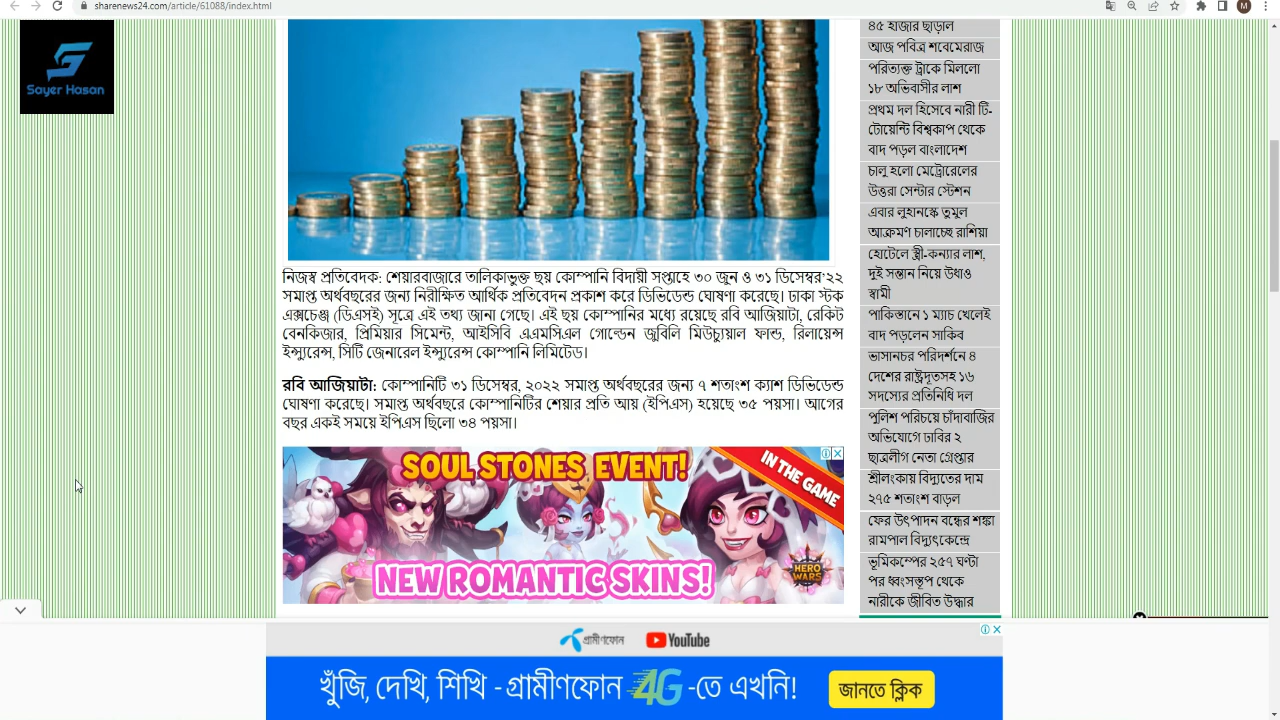 sharenews24.com/article/61088/index.html
M
Sayer Hasan
নিজস্ব প্রতিবেদক: শেয়ারবাজারে তালিকাভুক্ত ছয় কোম্পানি বিদায়ী সপ্তাহে ৩০ জুন ও ৩১ ডিসেম্বর'২২
সমাপ্ত অর্থবছরের জন্য নিরীক্ষিত আর্থিক প্রতিবেদন প্রকাশ করে ডিভিডেন্ড ঘোষণা করেছে। ঢাকা স্টক
এক্সচেঞ্জ (ডিএসই) সূত্রে এই তথ্য জানা গেছে। এই ছয় কোম্পানির মধ্যে রয়েছে রবি আজিয়াটা, রেকিট
বেনকিজার, প্রিমিয়ার সিমেন্ট, আইসিবি এএমসিএল গোল্ডেন জুবিলি মিউচ্যুয়াল ফান্ড, রিলায়েন্স
ইন্স্যুরেন্স, সিটি জেনারেল ইন্স্যুরেন্স কোম্পানি লিমিটেড।
রবি আজিয়াটা: কোম্পানিটি ৩১ ডিসেম্বর, ২০২২ সমাপ্ত অর্থবছরের জন্য ৭ শতাংশ ক্যাশ ডিভিডেন্ড
ঘোষণা করেছে। সমাপ্ত অর্থবছরে কোম্পানিটির শেয়ার প্রতি আয় (ইপিএস) হয়েছে ৩৫ পয়সা। আগের
বছর একই সময়ে ইপিএস ছিলো ৩৪ পয়সা।
SOUL STONES EVENT!
IN THE GAME
NEW ROMANTIC SKINS!
HERO WARS
৪৫ হাজার ছাড়াল
আজ পবিত্র শবেমেরাজ
পরিত্যক্ত ট্রাকে মিললো
১৮ অভিবাসীর লাশ
প্রথম দল হিসেবে নারী টি-
টোয়েন্টি বিশ্বকাপ থেকে
বাদ পড়ল বাংলাদেশ
চালু হলো মেট্রোরেলের
উত্তরা সেন্টার স্টেশন
এবার লুহানস্কে তুমুল
আক্রমণ চালাচ্ছে রাশিয়া
হোটেলে স্ত্রী-কন্যার লাশ,
দুই সন্তান নিয়ে উধাও
স্বামী
পাকিস্তানে ১ ম্যাচ খেলেই
বাদ পড়লেন সাকিব
ভাসানচর পরিদর্শনে ৪
দেশের রাষ্ট্রদূতসহ ১৬
সদস্যের প্রতিনিধি দল
পুলিশ পরিচয়ে চাঁদাবাজির
অভিযোগে ঢাবির ২
ছাত্রলীগ নেতা গ্রেপ্তার
শ্রীলংকায় বিদ্যুতের দাম
২৭৫ শতাংশ বাড়ল
ফের উৎপাদন বন্ধের শঙ্কা
রামপাল বিদ্যুৎকেন্দ্রে
ভূমিকম্পের ২৫৭ ঘণ্টা
পর ধ্বংসস্তূপ থেকে
নারীকে জীবিত উদ্ধার
গ্রামীণফোন YouTube
খুঁজি, দেখি, শিখি - গ্রামীণফোন 4G -তে এখনি!
জানতে ক্লিক